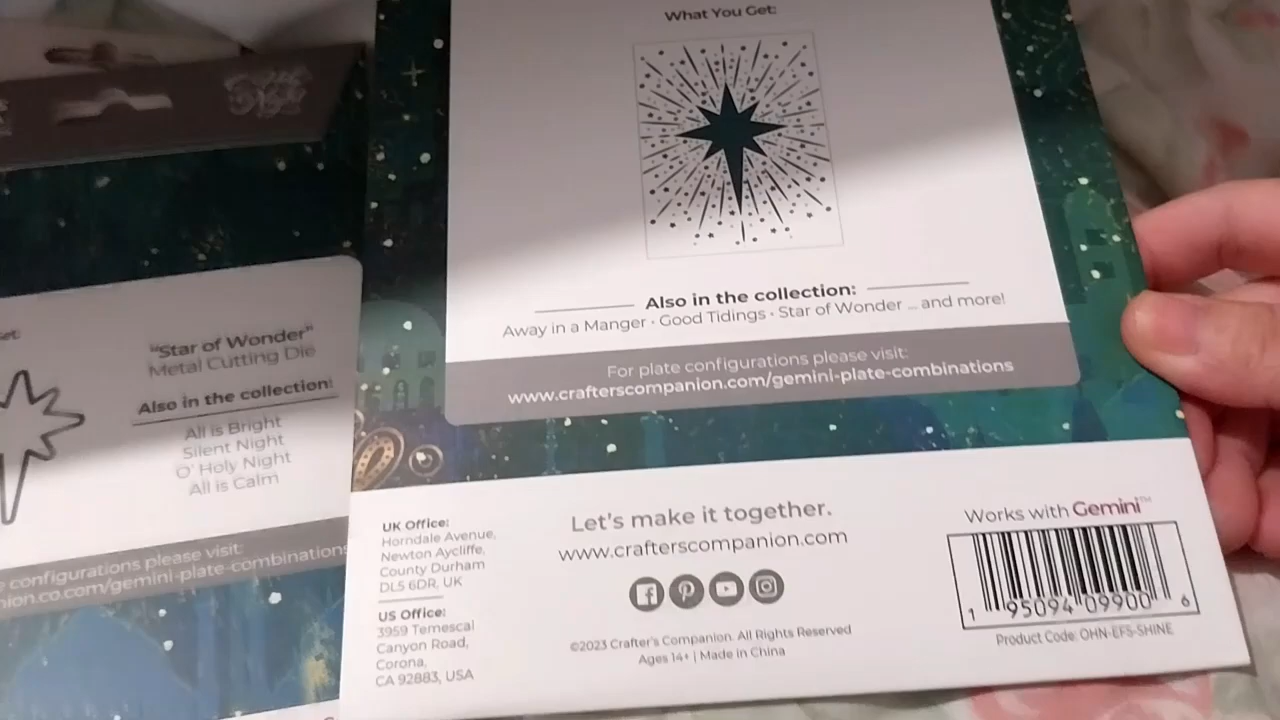 What You Get:
Also in the collection:
Away in a Manger · Good Tidings · Star of Wonder ... and more!
For plate configurations please visit:
www.crafterscompanion.com/gemini-plate-combinations
"Star of Wonder"
Metal Cutting Die
Also in the collection:
All is Bright
Silent Night
O' Holy Night
All is Calm
configurations please visit:
ion.co.com/gemini-plate-combinations
UK Office:
Horndale Avenue,
Newton Aycliffe,
County Durham
DL5 6DR, UK
US Office:
3959 Temescal
Canyon Road,
Corona,
CA 92883, USA
Let's make it together.
www.crafterscompanion.com
©2023 Crafter's Companion. All Rights Reserved
Ages 14+ | Made in China
Works with Gemini™
1 95094 09900 6
Product Code: OHN-EFS-SHINE